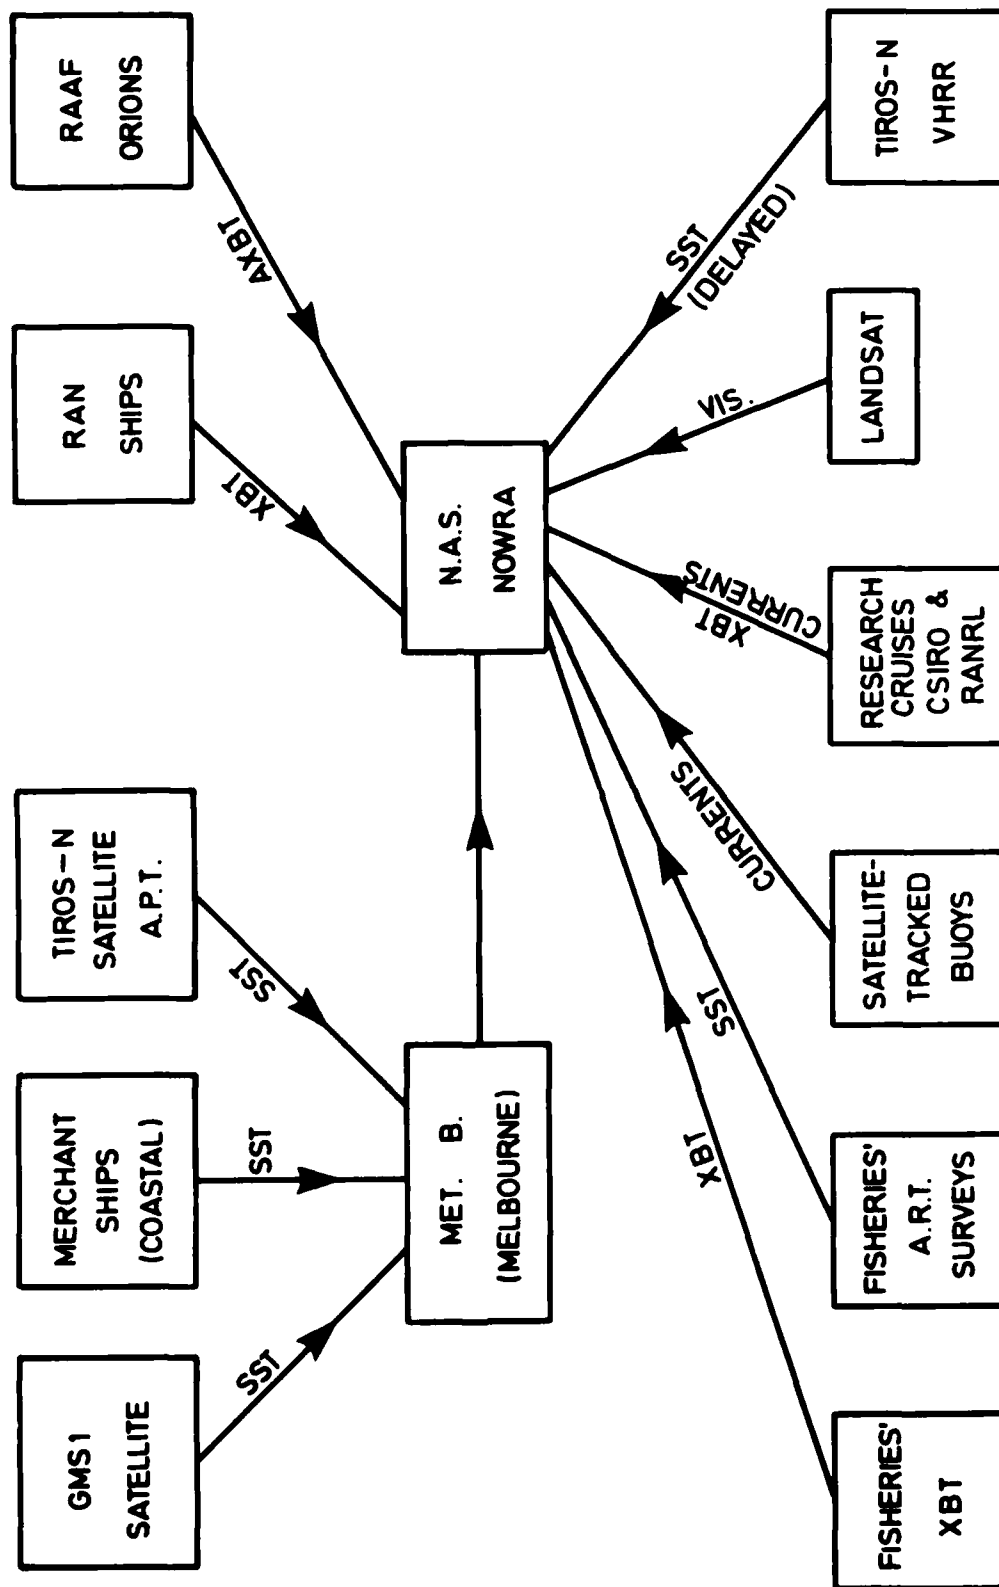 GMS1
SATELLITE
MERCHANT
SHIPS
(COASTAL)
TIROS-N
SATELLITE
A.P.T.
RAN
SHIPS
RAAF
ORIONS
SST
SST
SST
XBT
AXBT
MET. B.
(MELBOURNE)
N.A.S.
NOWRA
XBT
SST
CURRENTS
XBT
CURRENTS
VIS.
SST
(DELAYED)
FISHERIES'
XBT
FISHERIES'
A.R.T.
SURVEYS
SATELLITE-
TRACKED
BUOYS
RESEARCH
CRUISES
CSIRO &
RANRL
LANDSAT
TIROS-N
VHRR